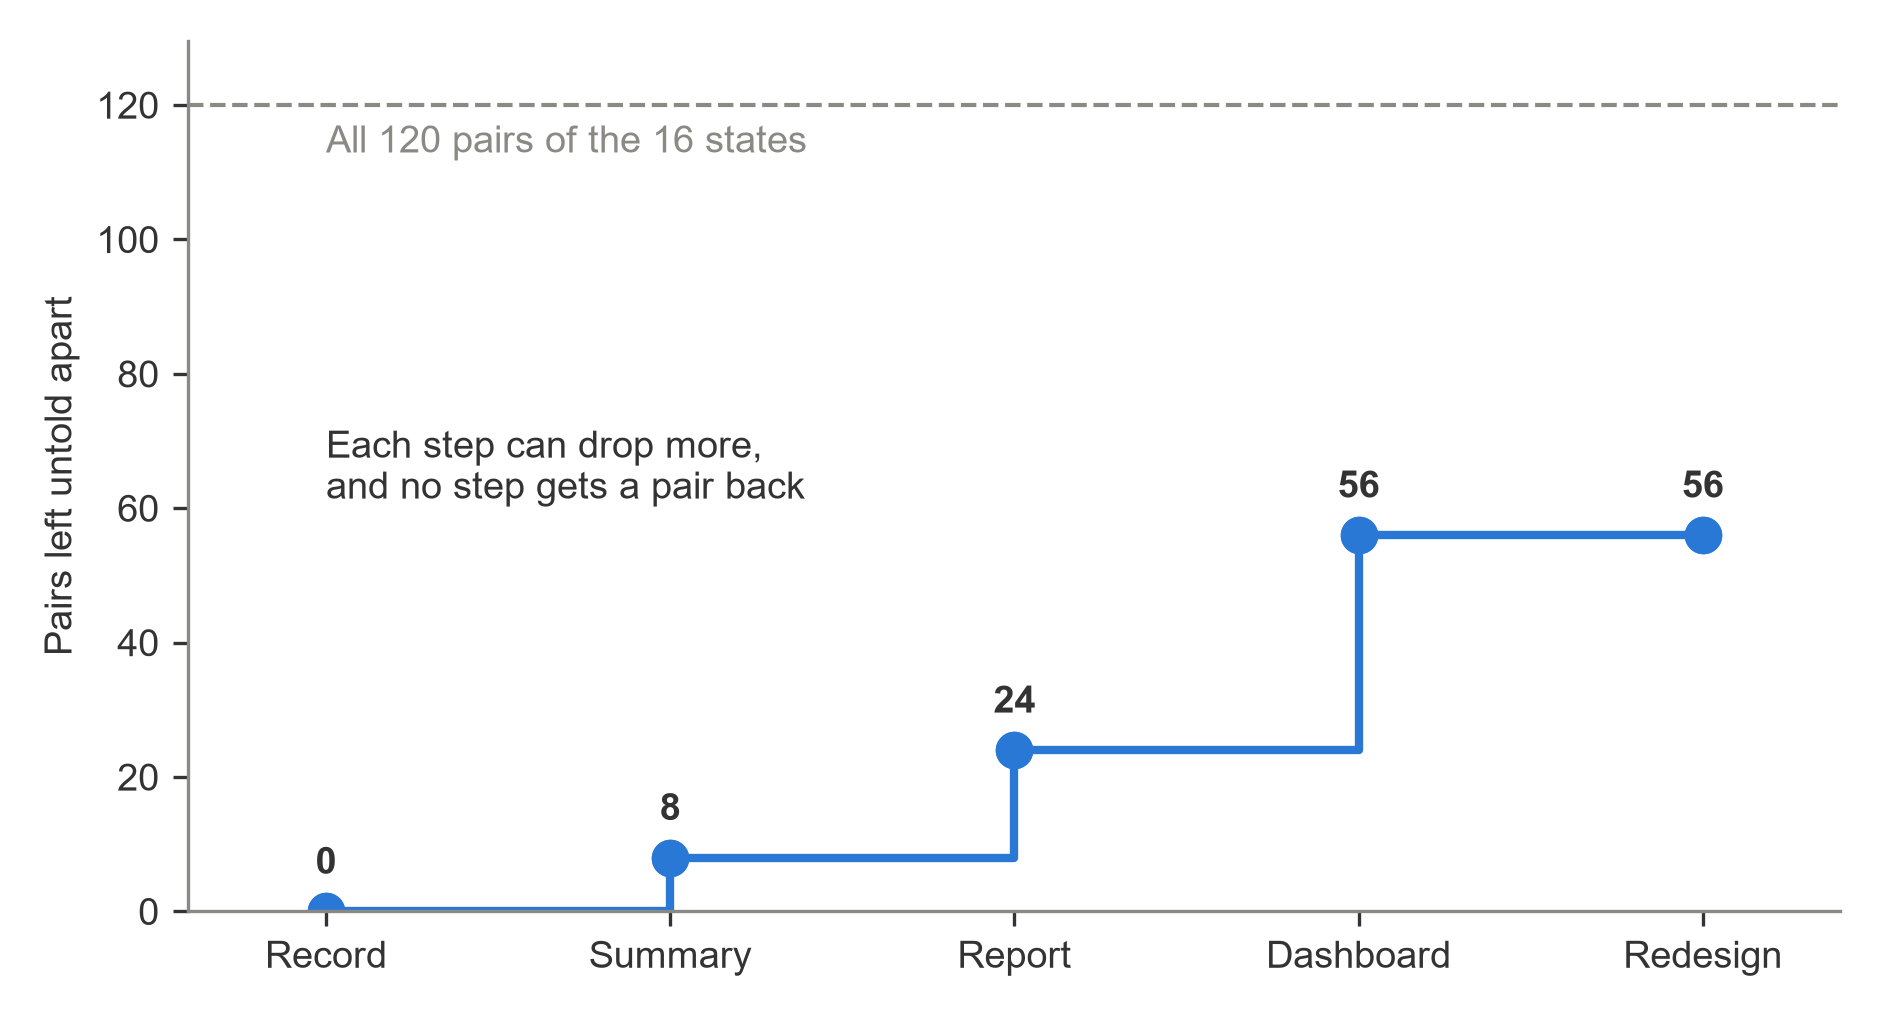 120
All 120 pairs of the 16 states
100
80
Each step can drop more,
and no step gets a pair back
60
40
20
0
Pairs left untold apart
0
8
24
56
56
Record
Summary
Report
Dashboard
Redesign